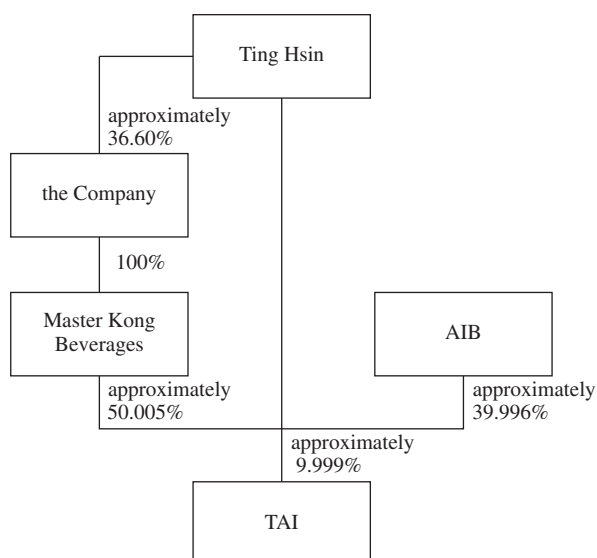 Ting Hsin
approximately
36.60%
the Company
100%
Master Kong
Beverages
AIB
approximately
50.005%
approximately
39.996%
approximately
9.999%
TAI